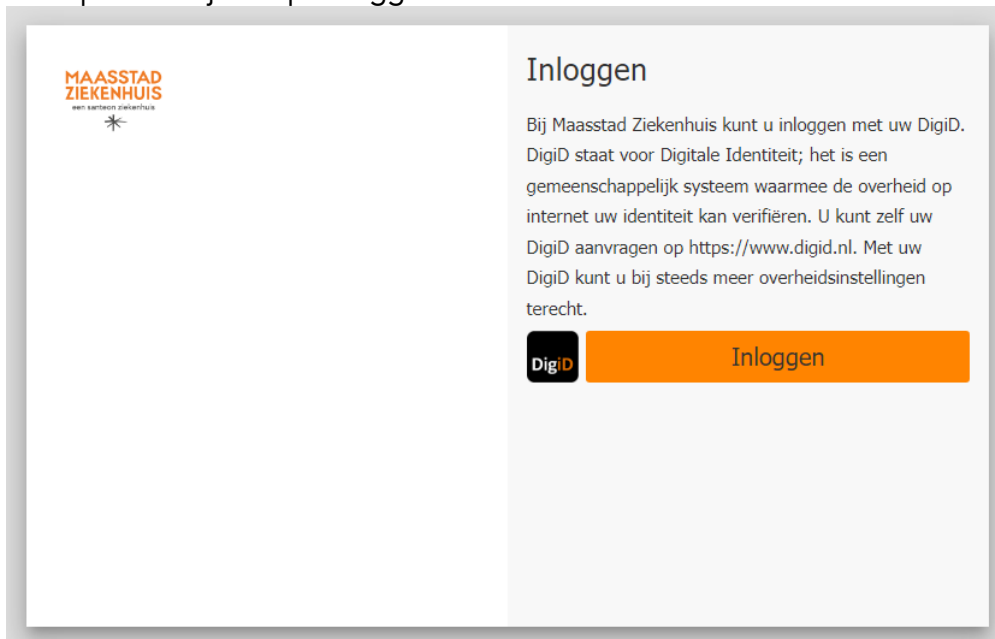 MAASSTAD
ZIEKENHUIS
een santeon ziekenhuis
Inloggen
Bij Maasstad Ziekenhuis kunt u inloggen met uw DigiD.
DigiD staat voor Digitale Identiteit; het is een
gemeenschappelijk systeem waarmee de overheid op
internet uw identiteit kan verifiëren. U kunt zelf uw
DigiD aanvragen op https://www.digid.nl. Met uw
DigiD kunt u bij steeds meer overheidsinstellingen
terecht.
DigiD
Inloggen